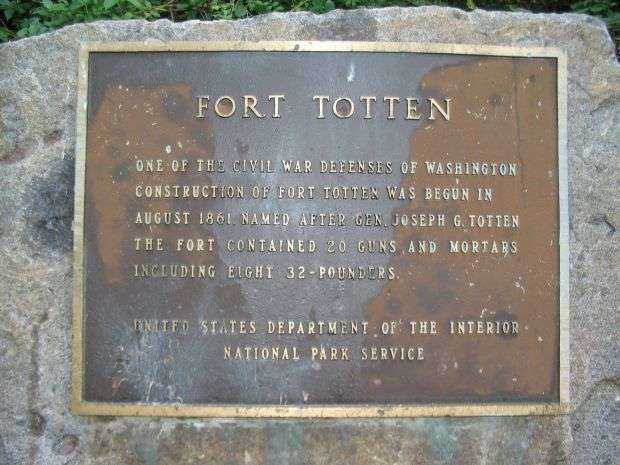 FORT TOTTEN
ONE OF THE CIVIL WAR DEFENSES OF WASHINGTON
CONSTRUCTION OF FORT TOTTEN WAS BEGUN IN
AUGUST 1861. NAMED AFTER GEN. JOSEPH G. TOTTEN
THE FORT CONTAINED 20 GUNS AND MORTARS
INCLUDING EIGHT 32-POUNDERS.
UNITED STATES DEPARTMENT OF THE INTERIOR
NATIONAL PARK SERVICE